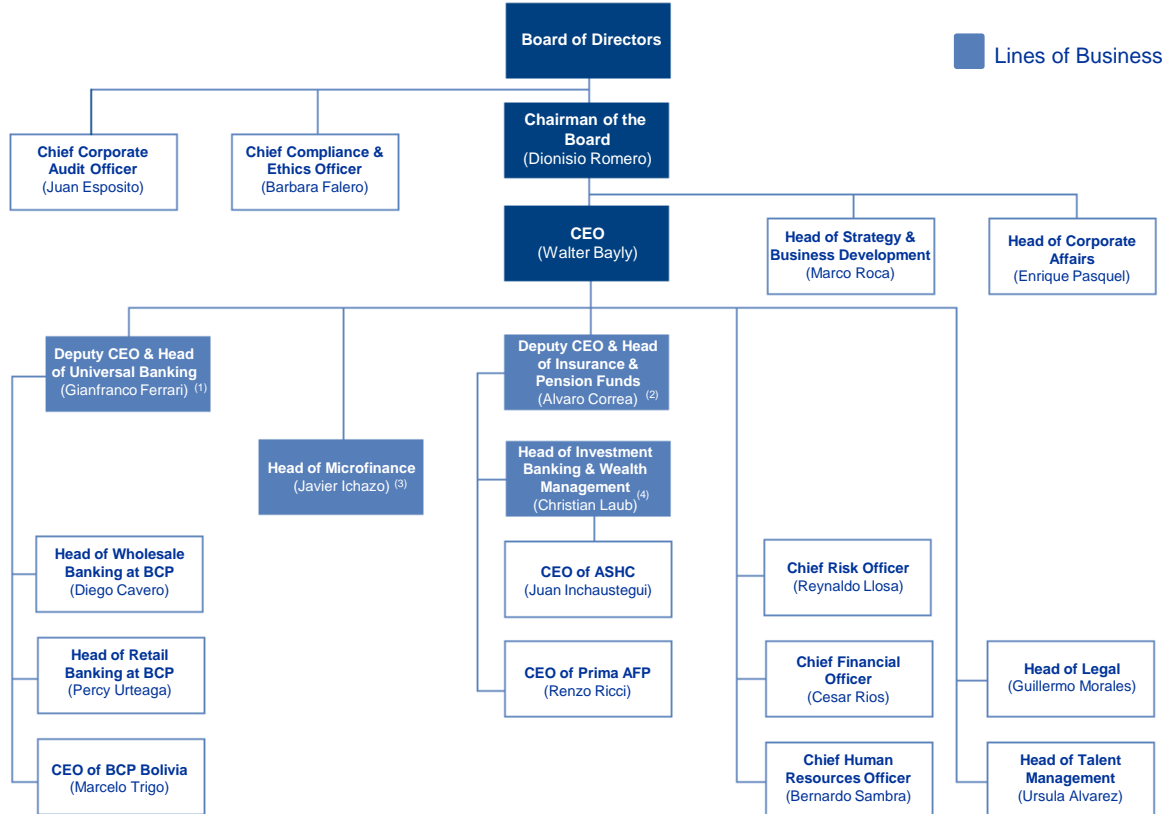 Board of Directors
Lines of Business
Chairman of the
Board
(Dionisio Romero)
Chief Corporate
Audit Officer
(Juan Esposito)
Chief Compliance &
Ethics Officer
(Barbara Falero)
CEO
(Walter Bayly)
Head of Strategy &
Business Development
(Marco Roca)
Head of Corporate
Affairs
(Enrique Pasquel)
Deputy CEO & Head
of Universal Banking
(Gianfranco Ferrari) (1)
Deputy CEO & Head
of Insurance &
Pension Funds
(Alvaro Correa) (2)
Head of Microfinance
(Javier Ichazo) (3)
Head of Investment
Banking & Wealth
Management
(Christian Laub) (4)
Head of Wholesale
Banking at BCP
(Diego Cavero)
CEO of ASHC
(Juan Inchaustegui)
Chief Risk Officer
(Reynaldo Llosa)
Head of Retail
Banking at BCP
(Percy Urteaga)
CEO of Prima AFP
(Renzo Ricci)
Chief Financial
Officer
(Cesar Rios)
Head of Legal
(Guillermo Morales)
CEO of BCP Bolivia
(Marcelo Trigo)
Chief Human
Resources Officer
(Bernardo Sambra)
Head of Talent
Management
(Ursula Alvarez)